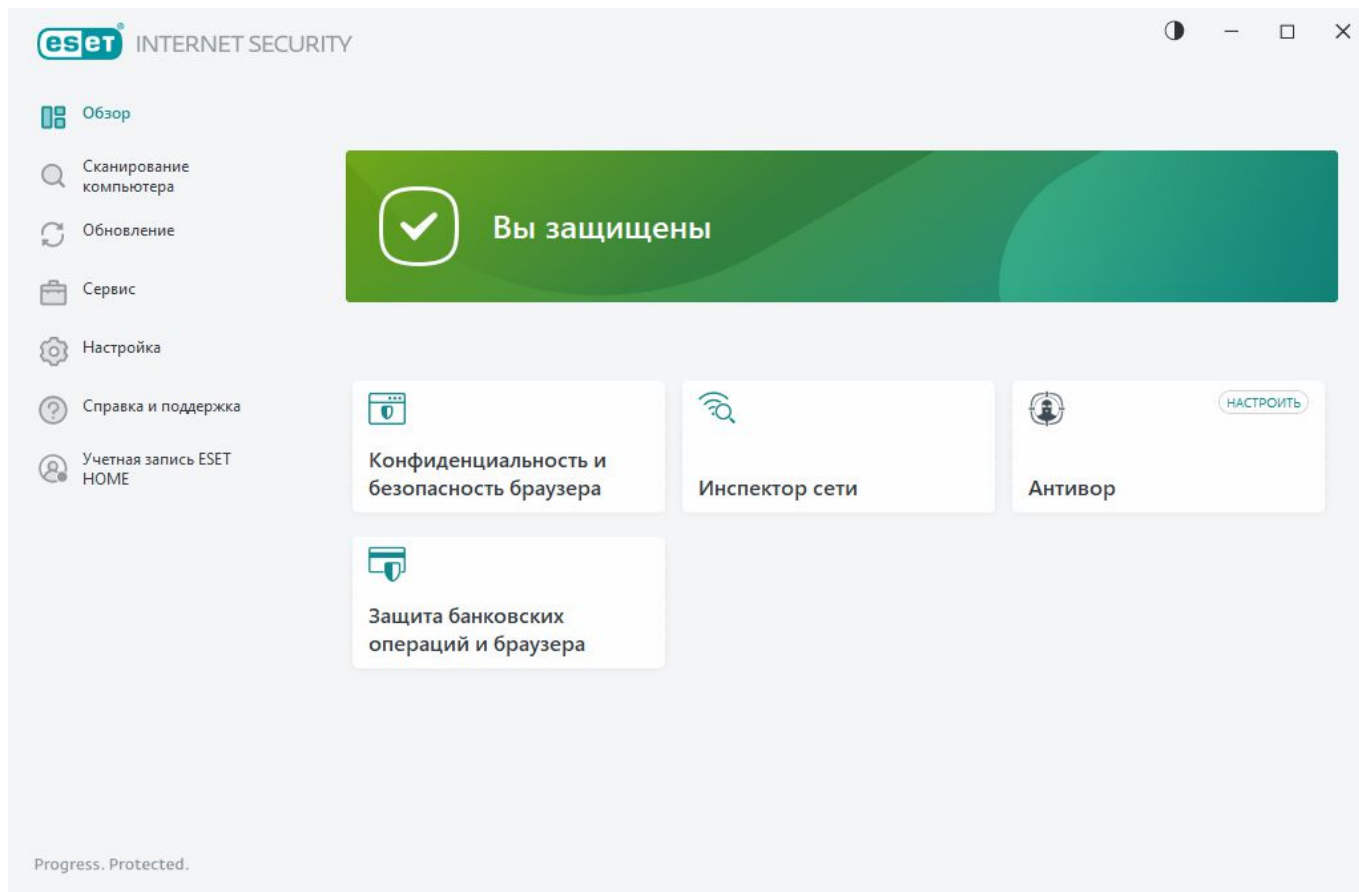 eset® INTERNET SECURITY
Обзор
Сканирование
компьютера
Обновление
Сервис
Настройка
Справка и поддержка
Учетная запись ESET
HOME
Вы защищены
Конфиденциальность и
безопасность браузера
Инспектор сети
НАСТРОИТЬ
Антивор
Защита банковских
операций и браузера
Progress. Protected.